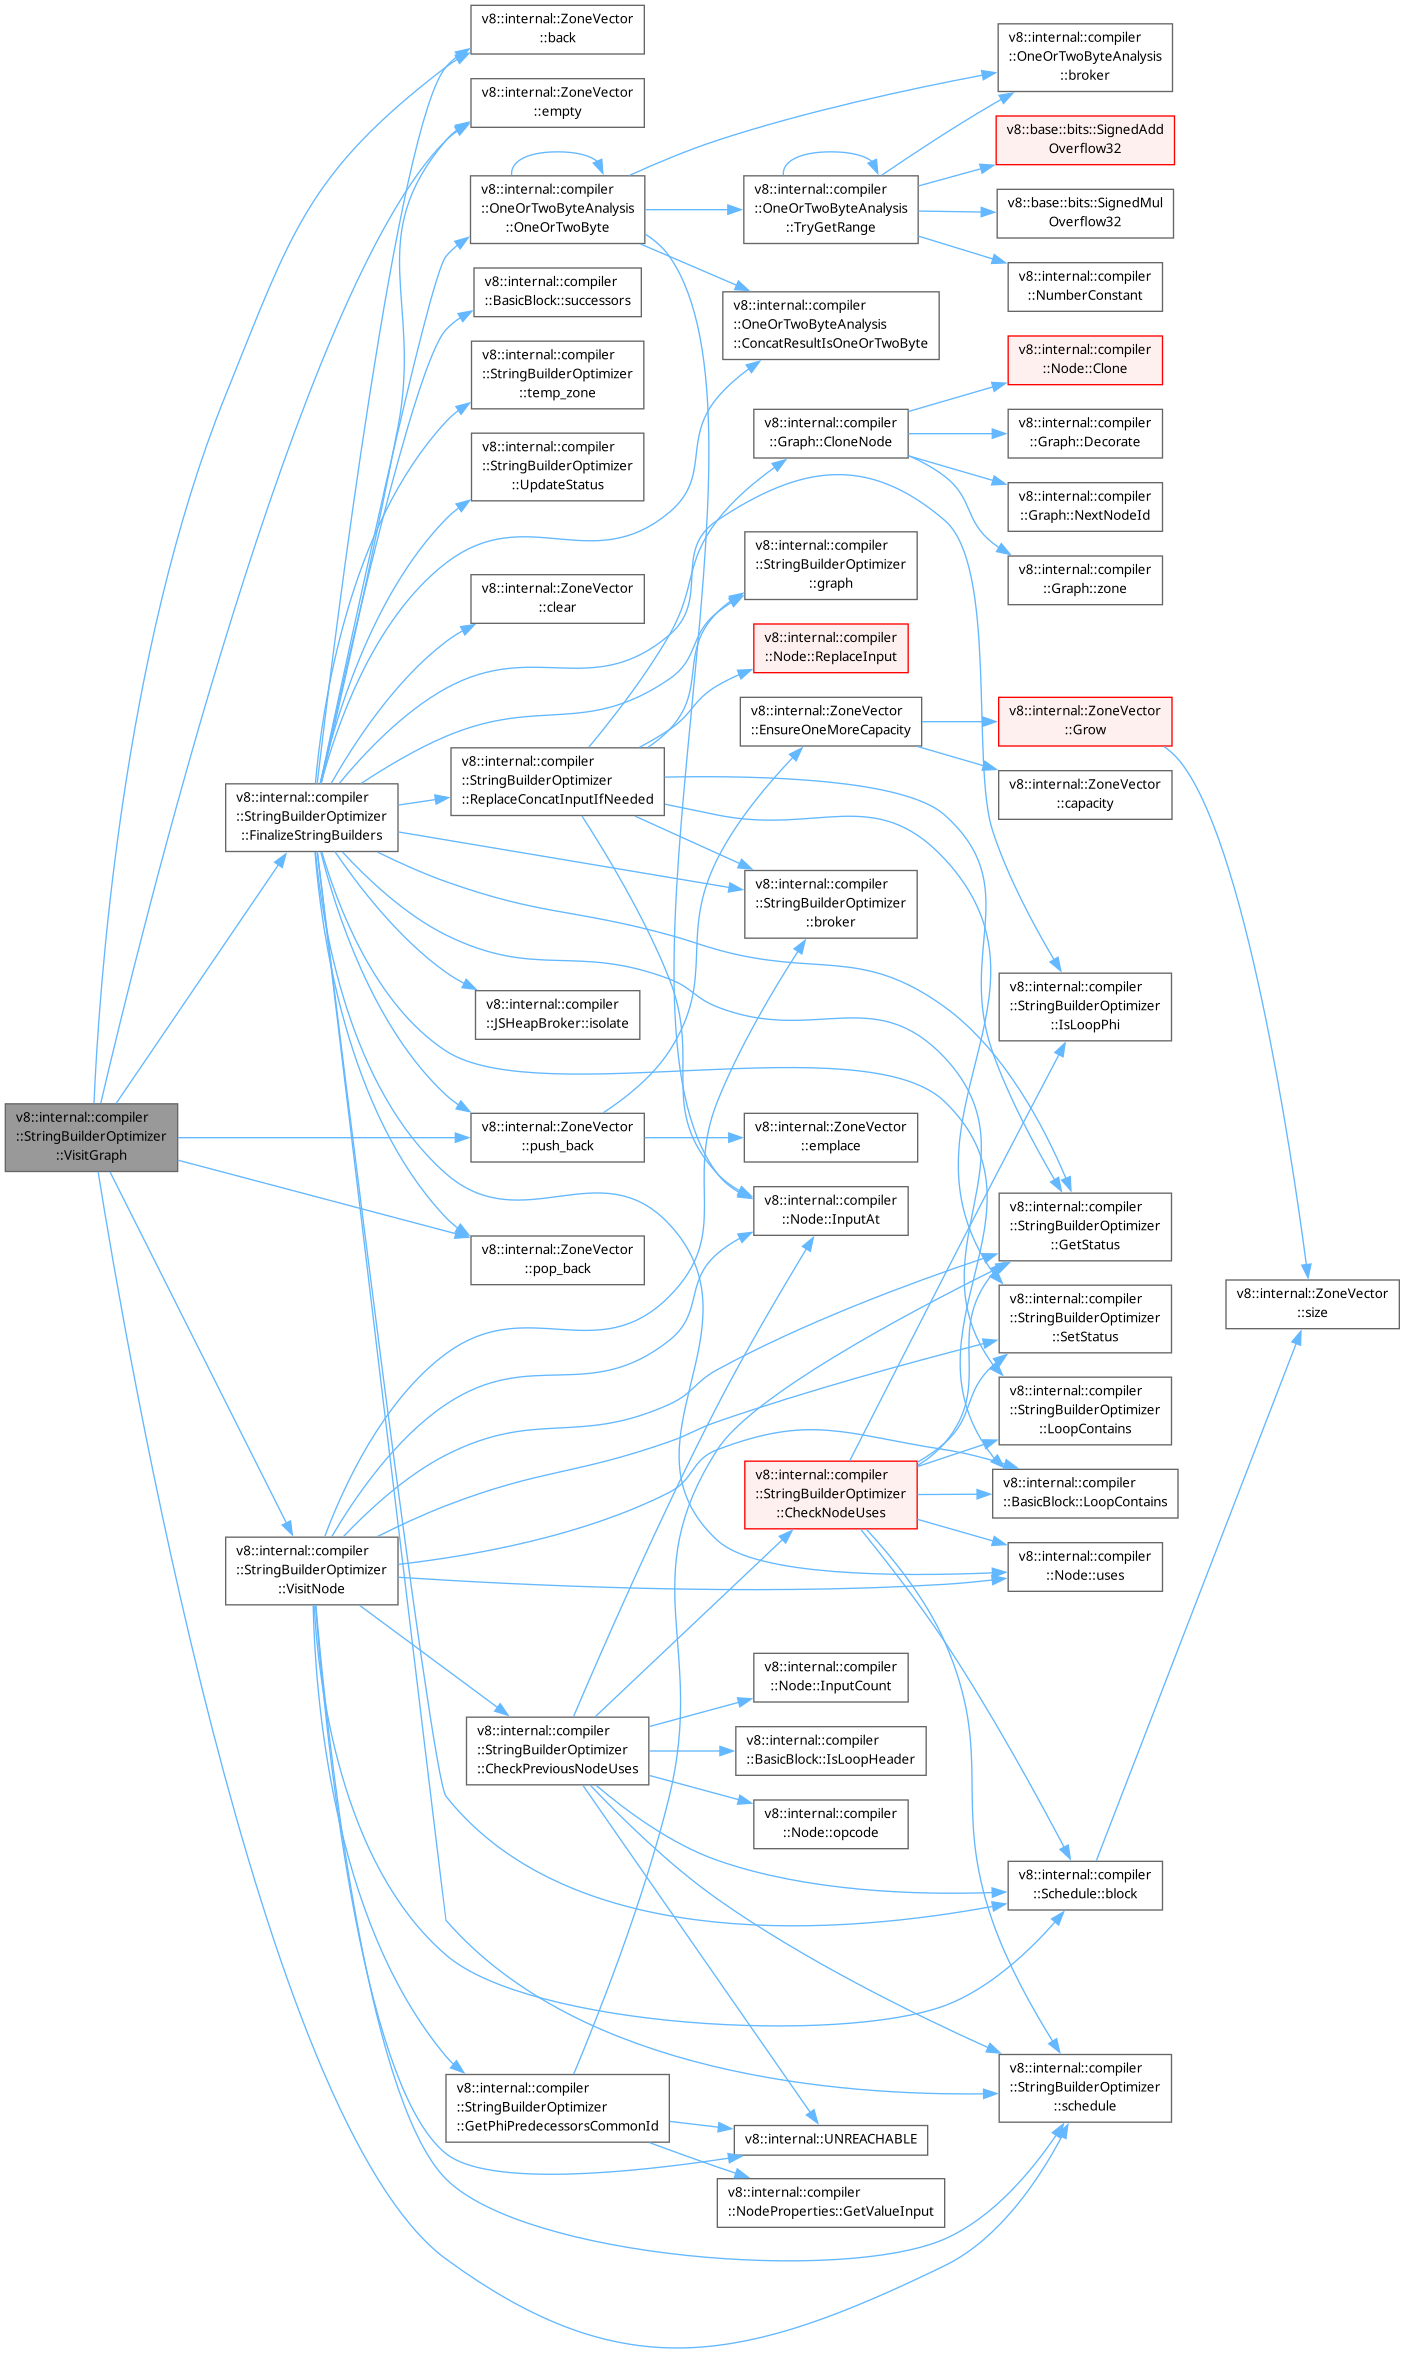 v8::internal::ZoneVector
::back
v8::internal::compiler
::OneOrTwoByteAnalysis
::broker
v8::internal::ZoneVector
::empty
v8::base::bits::SignedAdd
Overflow32
v8::internal::compiler
::OneOrTwoByteAnalysis
::OneOrTwoByte
v8::internal::compiler
::OneOrTwoByteAnalysis
::TryGetRange
v8::base::bits::SignedMul
Overflow32
v8::internal::compiler
::BasicBlock::successors
v8::internal::compiler
::NumberConstant
v8::internal::compiler
::OneOrTwoByteAnalysis
::ConcatResultIsOneOrTwoByte
v8::internal::compiler
::StringBuilderOptimizer
::temp_zone
v8::internal::compiler
::Node::Clone
v8::internal::compiler
::Graph::CloneNode
v8::internal::compiler
::Graph::Decorate
v8::internal::compiler
::StringBuilderOptimizer
::UpdateStatus
v8::internal::compiler
::Graph::NextNodeId
v8::internal::compiler
::StringBuilderOptimizer
::graph
v8::internal::compiler
::Graph::zone
v8::internal::ZoneVector
::clear
v8::internal::compiler
::Node::ReplaceInput
v8::internal::ZoneVector
::EnsureOneMoreCapacity
v8::internal::ZoneVector
::Grow
v8::internal::compiler
::StringBuilderOptimizer
::ReplaceConcatInputIfNeeded
v8::internal::ZoneVector
::capacity
v8::internal::compiler
::StringBuilderOptimizer
::FinalizeStringBuilders
v8::internal::compiler
::StringBuilderOptimizer
::broker
v8::internal::compiler
::StringBuilderOptimizer
::IsLoopPhi
v8::internal::compiler
::JSHeapBroker::isolate
v8::internal::compiler
::StringBuilderOptimizer
::VisitGraph
v8::internal::ZoneVector
::push_back
v8::internal::ZoneVector
::emplace
v8::internal::compiler
::Node::InputAt
v8::internal::compiler
::StringBuilderOptimizer
::GetStatus
v8::internal::ZoneVector
::pop_back
v8::internal::ZoneVector
::size
v8::internal::compiler
::StringBuilderOptimizer
::SetStatus
v8::internal::compiler
::StringBuilderOptimizer
::LoopContains
v8::internal::compiler
::StringBuilderOptimizer
::CheckNodeUses
v8::internal::compiler
::BasicBlock::LoopContains
v8::internal::compiler
::StringBuilderOptimizer
::VisitNode
v8::internal::compiler
::Node::uses
v8::internal::compiler
::Node::InputCount
v8::internal::compiler
::StringBuilderOptimizer
::CheckPreviousNodeUses
v8::internal::compiler
::BasicBlock::IsLoopHeader
v8::internal::compiler
::Node::opcode
v8::internal::compiler
::Schedule::block
v8::internal::compiler
::StringBuilderOptimizer
::schedule
v8::internal::compiler
::StringBuilderOptimizer
::GetPhiPredecessorsCommonId
v8::internal::UNREACHABLE
v8::internal::compiler
::NodeProperties::GetValueInput